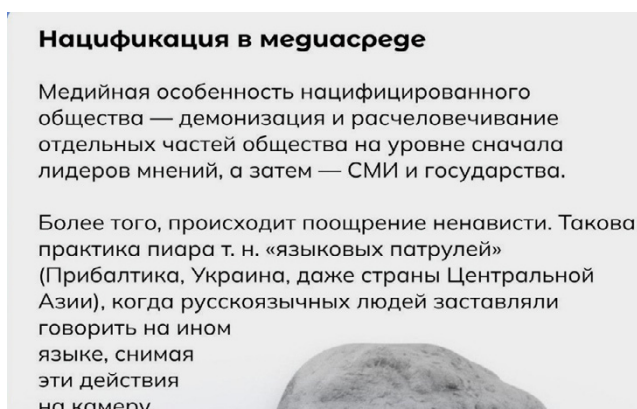 Нацификация в медиасреде
Медийная особенность нацифицированного
общества — демонизация и расчеловечивание
отдельных частей общества на уровне сначала
лидеров мнений, а затем — СМИ и государства.
Более того, происходит поощрение ненависти. Такова
практика пиара т. н. «языковых патрулей»
(Прибалтика, Украина, даже страны Центральной
Азии), когда русскоязычных людей заставляли
говорить на ином
языке, снимая
эти действия
на камеру